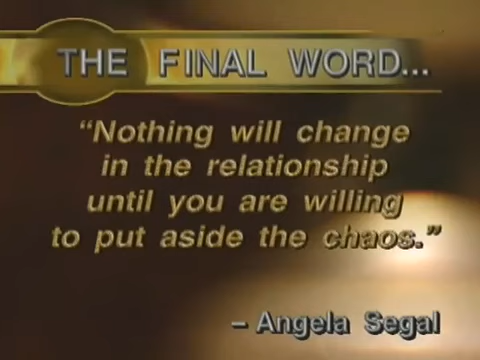 THE FINAL WORD...
“Nothing will change
in the relationship
until you are willing
to put aside the chaos.”
– Angela Segal